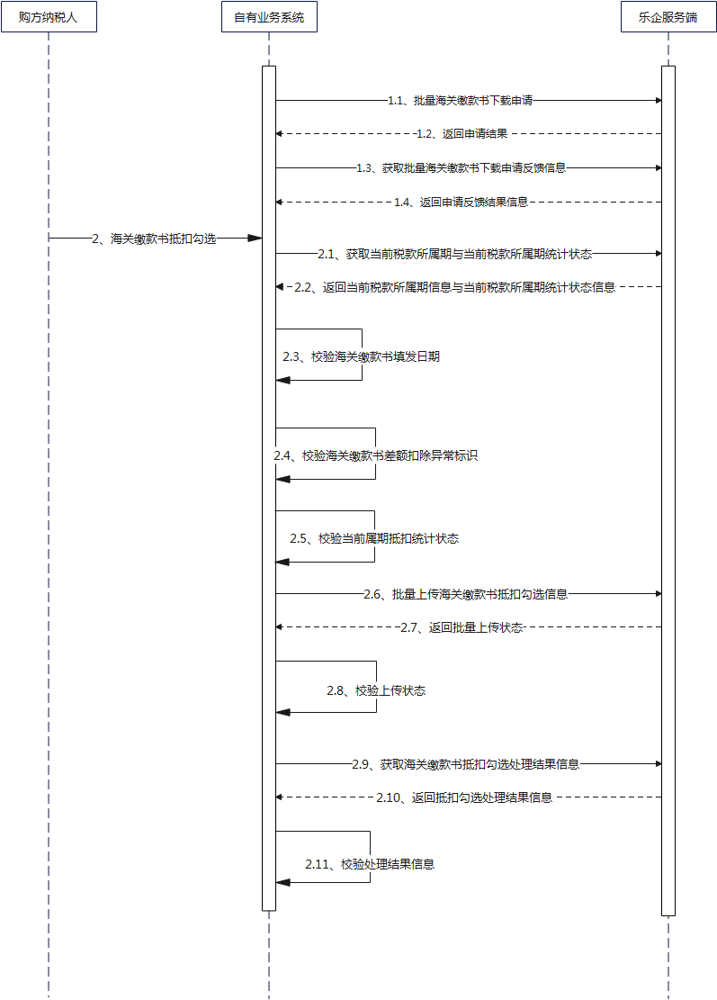 购方纳税人
自有业务系统
乐企服务端
1.1、批量海关缴款书下载申请
1.2、返回申请结果
1.3、获取批量海关缴款书下载申请反馈信息
1.4、返回申请反馈结果信息
2、海关缴款书抵扣勾选
2.1、获取当前税款所属期与当前税款所属期统计状态
2.2、返回当前税款所属期信息与当前税款所属期统计状态信息
2.3、校验海关缴款书填发日期
2.4、校验海关缴款书差额扣除异常标识
2.5、校验当前属期抵扣统计状态
2.6、批量上传海关缴款书抵扣勾选信息
2.7、返回批量上传状态
2.8、校验上传状态
2.9、获取海关缴款书抵扣勾选处理结果信息
2.10、返回抵扣勾选处理结果信息
2.11、校验处理结果信息